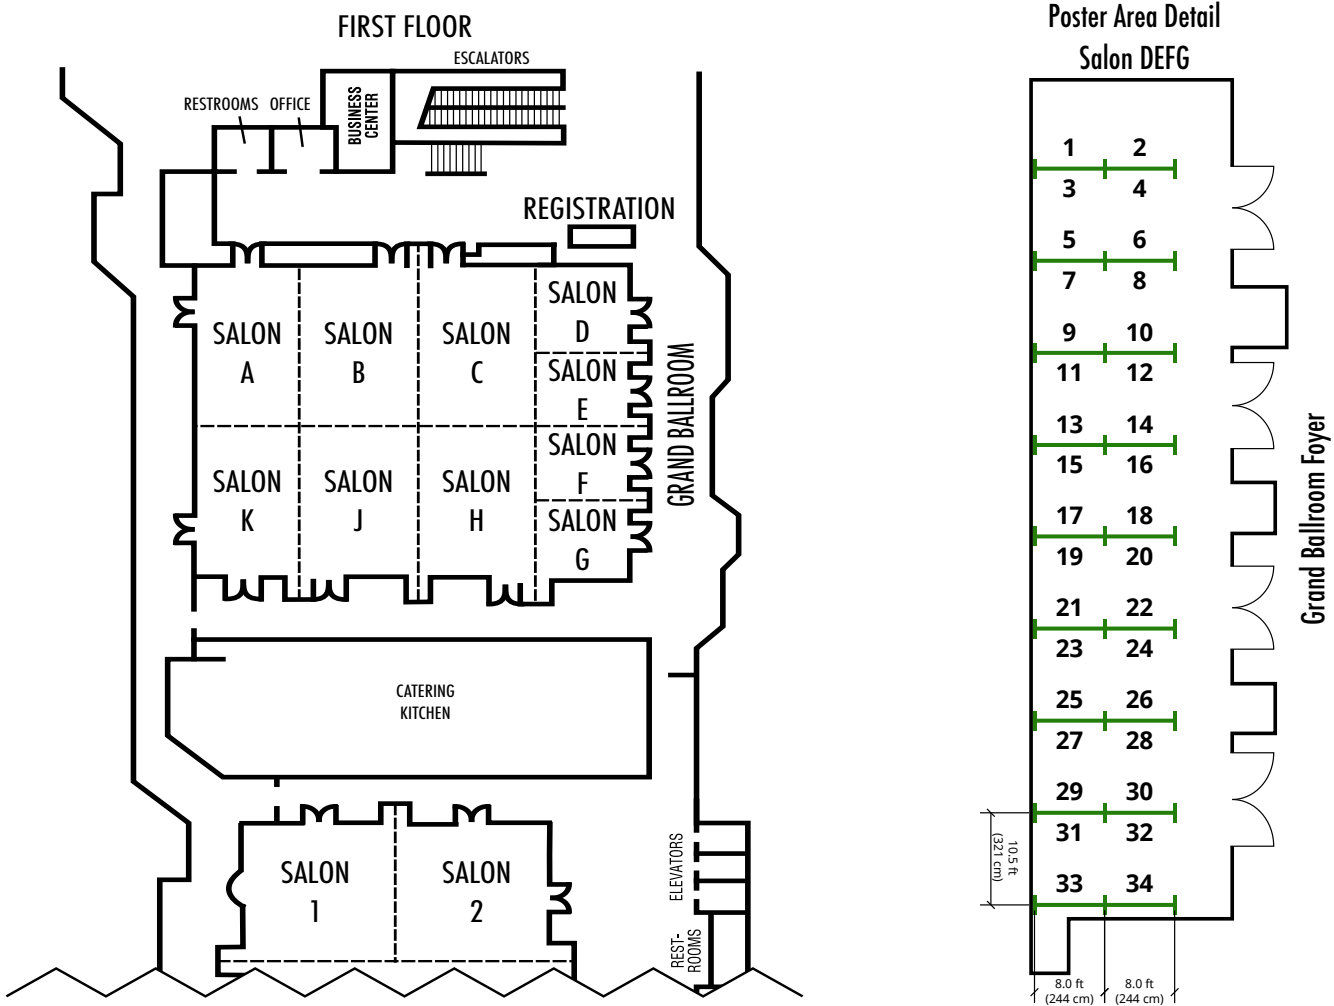 FIRST FLOOR
ESCALATORS
RESTROOMS OFFICE
BUSINESS
CENTER
REGISTRATION
SALON
A
SALON
B
SALON
C
SALON
D
SALON
E
SALON
F
SALON
G
SALON
K
SALON
J
SALON
H
GRAND BALLROOM
CATERING
KITCHEN
SALON
1
SALON
2
ELEVATORS
REST-
ROOMS
Poster Area Detail
Salon DEFG
1 2
3 4
5 6
7 8
9 10
11 12
13 14
15 16
17 18
19 20
21 22
23 24
25 26
27 28
29 30
31 32
33 34
10.5 ft
(321 cm)
8.0 ft
(244 cm)
8.0 ft
(244 cm)
Grand Ballroom Foyer